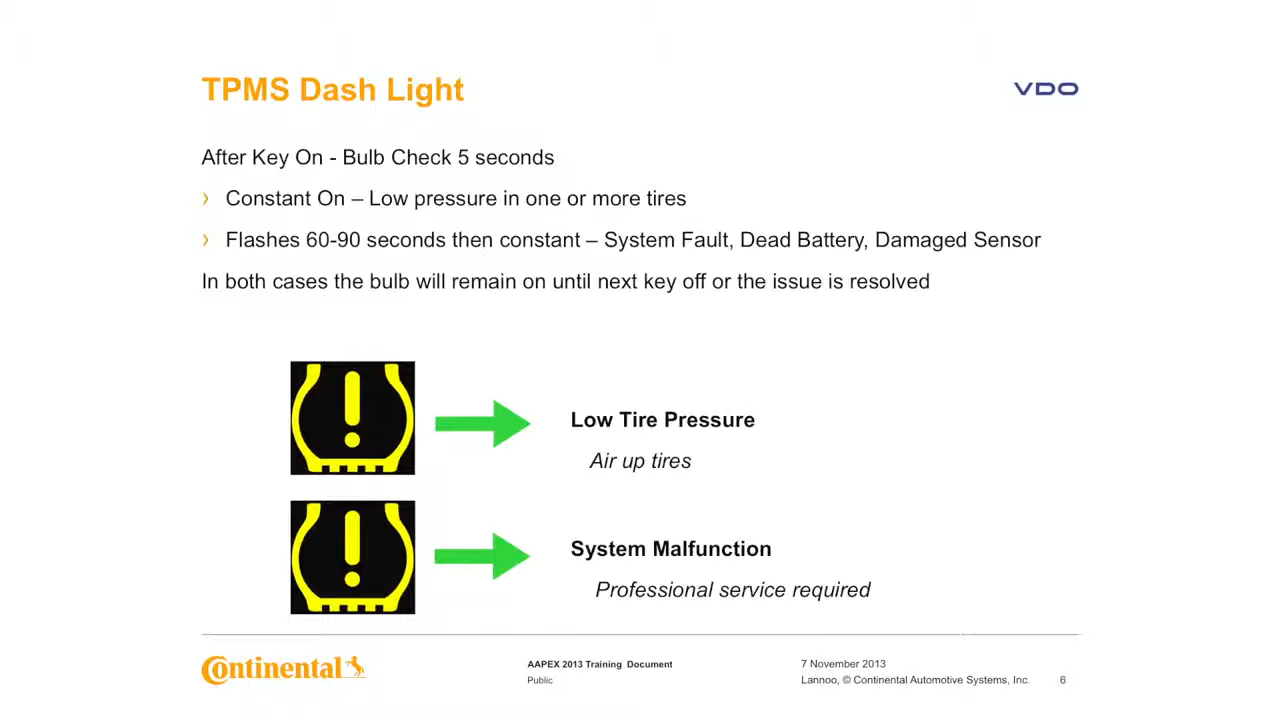 TPMS Dash Light
VDO
After Key On - Bulb Check 5 seconds
› Constant On – Low pressure in one or more tires
› Flashes 60-90 seconds then constant – System Fault, Dead Battery, Damaged Sensor
In both cases the bulb will remain on until next key off or the issue is resolved
Low Tire Pressure
Air up tires
System Malfunction
Professional service required
Continental
AAPEX 2013 Training Document
Public
7 November 2013
Lannoo, © Continental Automotive Systems, Inc.
6